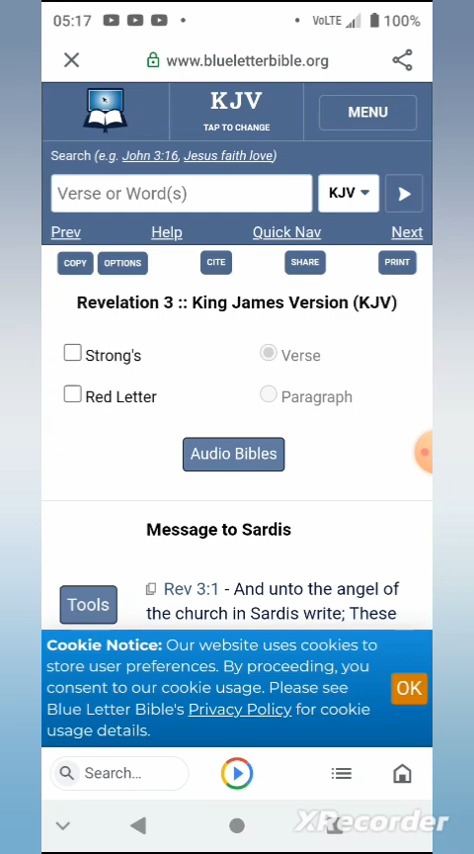 05:17 VoLTE 100%
www.blueletterbible.org
KJV
TAP TO CHANGE
MENU
Search (e.g. John 3:16, Jesus faith love)
Verse or Word(s)
KJV
Prev Help Quick Nav Next
COPY OPTIONS CITE SHARE PRINT
Revelation 3 :: King James Version (KJV)
Strong's Verse
Red Letter Paragraph
Audio Bibles
Message to Sardis
Tools
Rev 3:1 - And unto the angel of
the church in Sardis write; These
Cookie Notice: Our website uses cookies to
store user preferences. By proceeding, you
consent to our cookie usage. Please see
Blue Letter Bible's Privacy Policy for cookie
usage details.
OK
Search...
XRecorder